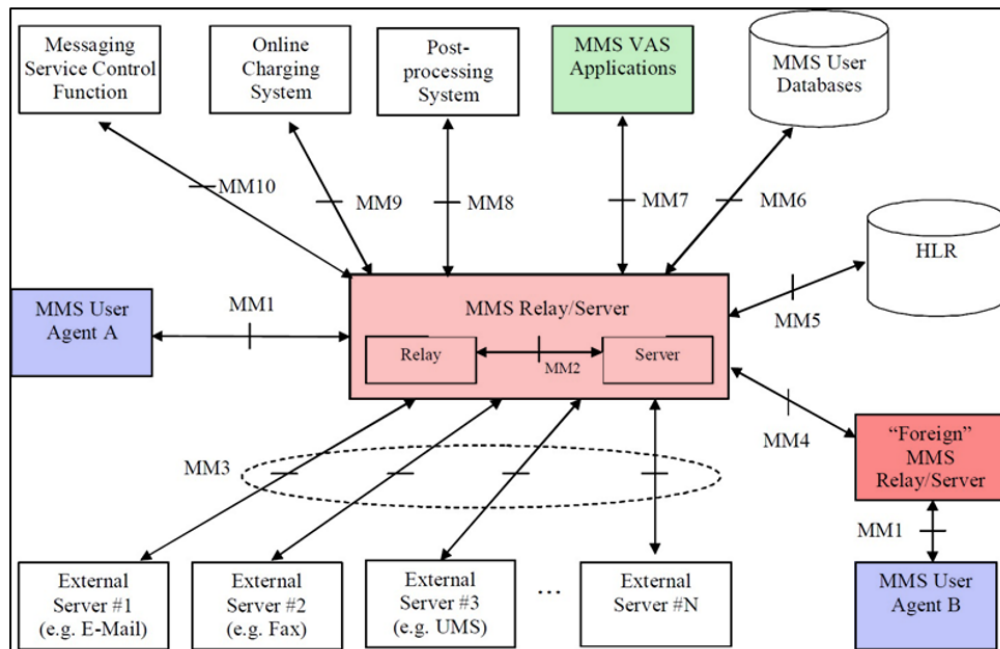 Messaging
Service Control
Function
Online
Charging
System
Post-
processing
System
MMS VAS
Applications
MMS User
Databases
MM10
MM9
MM8
MM7
MM6
HLR
MMS User
Agent A
MM1
MMS Relay/Server
Relay
MM2
Server
MM5
MM4
"Foreign"
MMS
Relay/Server
MM3
MM1
External
Server #1
(e.g. E-Mail)
External
Server #2
(e.g. Fax)
External
Server #3
(e.g. UMS)
...
External
Server #N
MMS User
Agent B